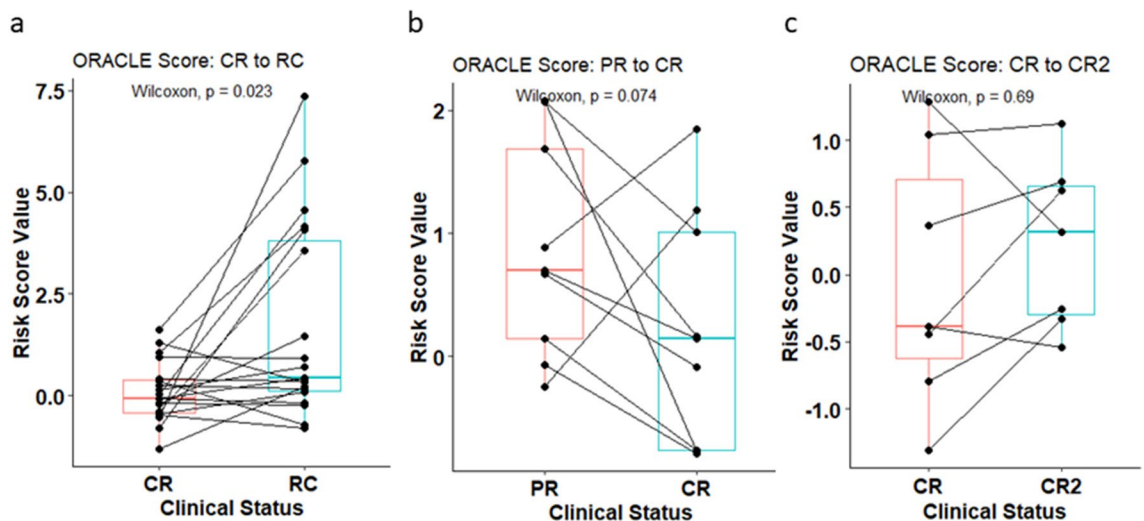 a
ORACLE Score: CR to RC
Wilcoxon, p = 0.023
7.5
5.0
2.5
0.0
Risk Score Value
CR RC
Clinical Status
b
ORACLE Score: PR to CR
Wilcoxon, p = 0.074
2
1
0
Risk Score Value
PR CR
Clinical Status
c
ORACLE Score: CR to CR2
Wilcoxon, p = 0.69
1.0
0.5
0.0
-0.5
-1.0
Risk Score Value
CR CR2
Clinical Status